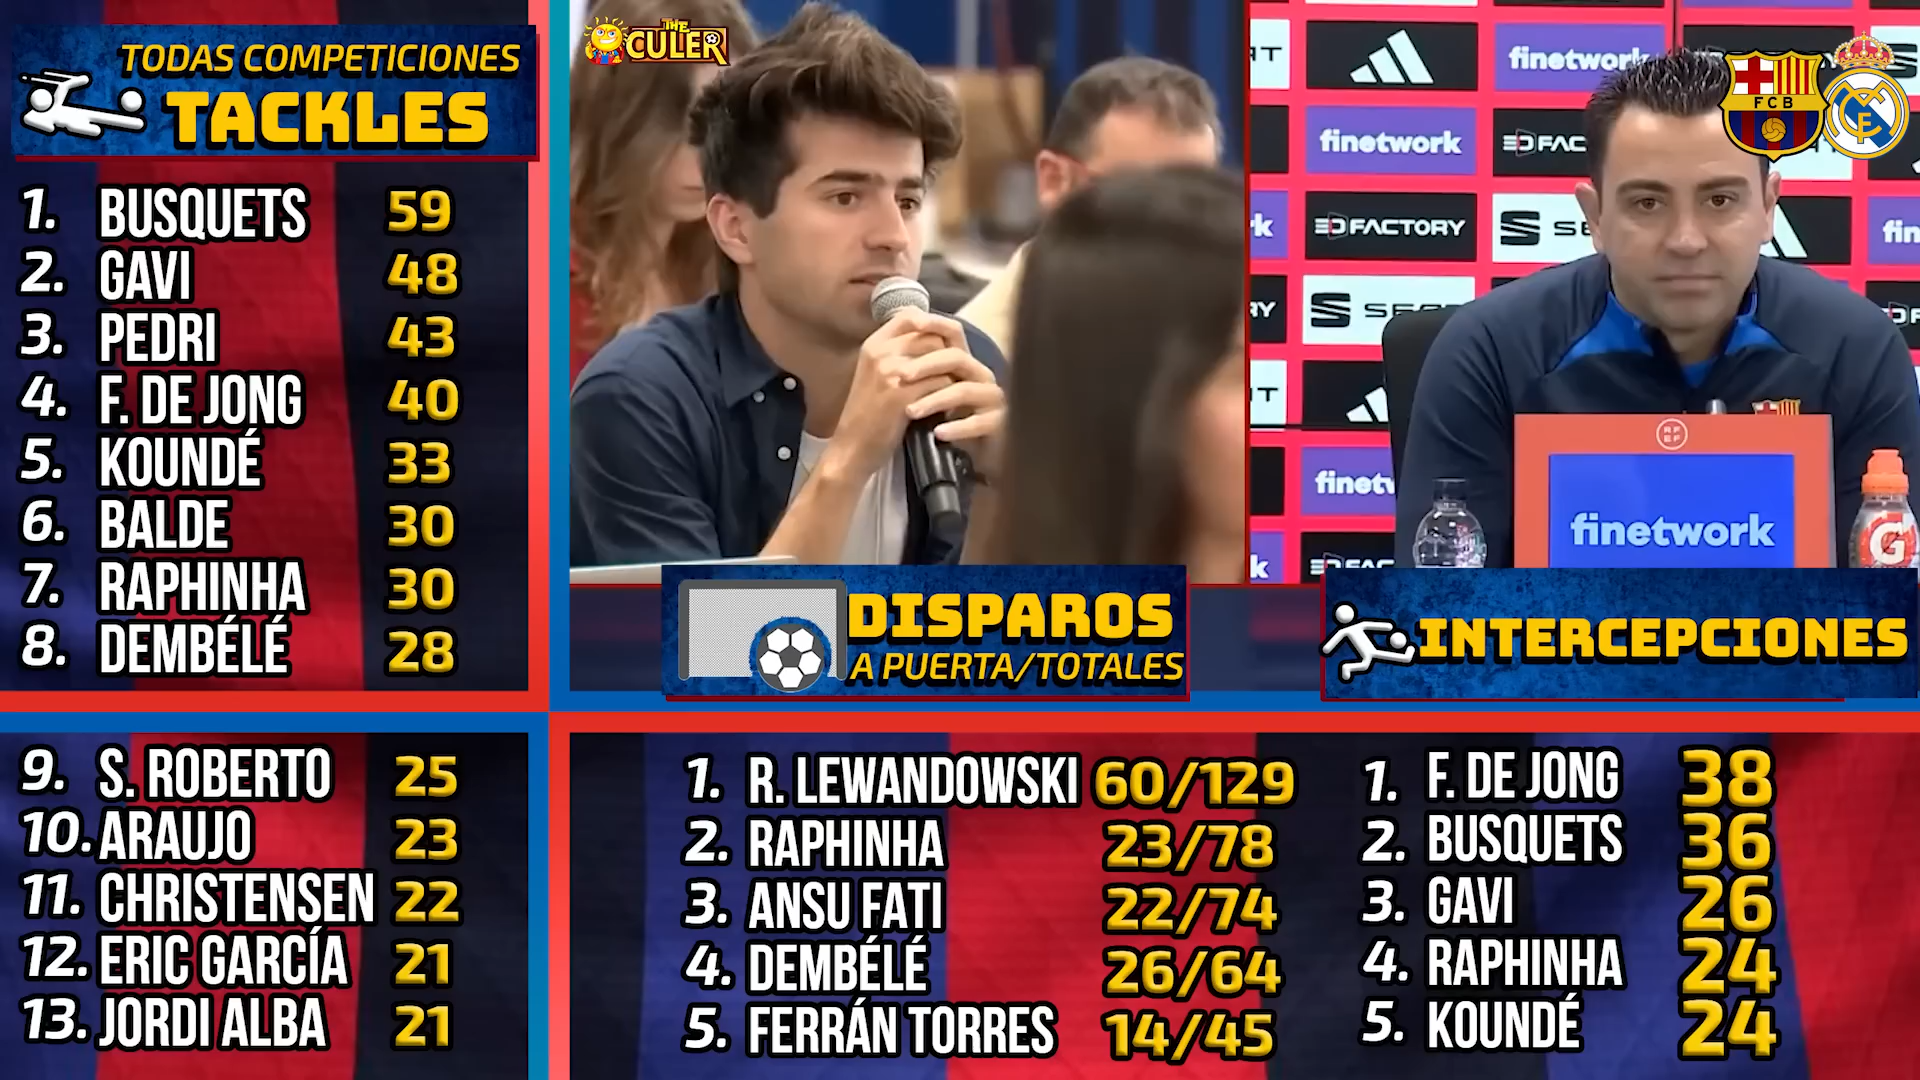 TODAS COMPETICIONES
TACKLES
1. BUSQUETS 59
2. GAVI 48
3. PEDRI 43
4. F. DE JONG 40
5. KOUNDÉ 33
6. BALDE 30
7. RAPHINHA 30
8. DEMBÉLÉ 28
9. S. ROBERTO 25
10. ARAUJO 23
11. CHRISTENSEN 22
12. ERIC GARCÍA 21
13. JORDI ALBA 21
THE
CULER
finetwork
finetwork
FCB
FACTORY
finetwork
G
DISPAROS
A PUERTA/TOTALES
1. R. LEWANDOWSKI 60/129
2. RAPHINHA 23/78
3. ANSU FATI 22/74
4. DEMBÉLÉ 26/64
5. FERRÁN TORRES 14/45
INTERCEPCIONES
1. F. DE JONG 38
2. BUSQUETS 36
3. GAVI 26
4. RAPHINHA 24
5. KOUNDÉ 24